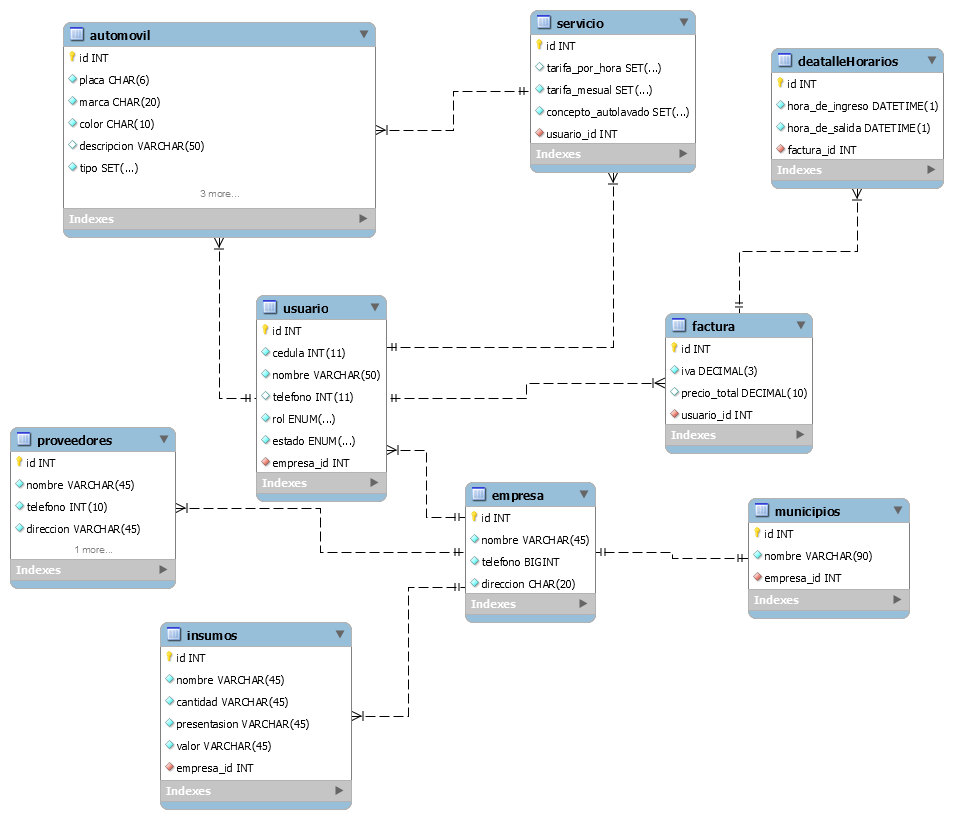 automovil
id INT
placa CHAR(6)
marca CHAR(20)
color CHAR(10)
descripcion VARCHAR(50)
tipo SET(...)
3 more...
Indexes
servicio
id INT
tarifa_por_hora SET(...)
tarifa_mesual SET(...)
concepto_autolavado SET(...)
usuario_id INT
Indexes
deatalleHorarios
id INT
hora_de_ingreso DATETIME(1)
hora_de_salida DATETIME(1)
factura_id INT
Indexes
usuario
id INT
cedula INT(11)
nombre VARCHAR(50)
telefono INT(11)
rol ENUM(...)
estado ENUM(...)
empresa_id INT
Indexes
factura
id INT
iva DECIMAL(3)
precio_total DECIMAL(10)
usuario_id INT
Indexes
proveedores
id INT
nombre VARCHAR(45)
telefono INT(10)
direccion VARCHAR(45)
1 more...
Indexes
empresa
id INT
nombre VARCHAR(45)
telefono BIGINT
direccion CHAR(20)
Indexes
municipios
id INT
nombre VARCHAR(90)
empresa_id INT
Indexes
insumos
id INT
nombre VARCHAR(45)
cantidad VARCHAR(45)
presentasion VARCHAR(45)
valor VARCHAR(45)
empresa_id INT
Indexes